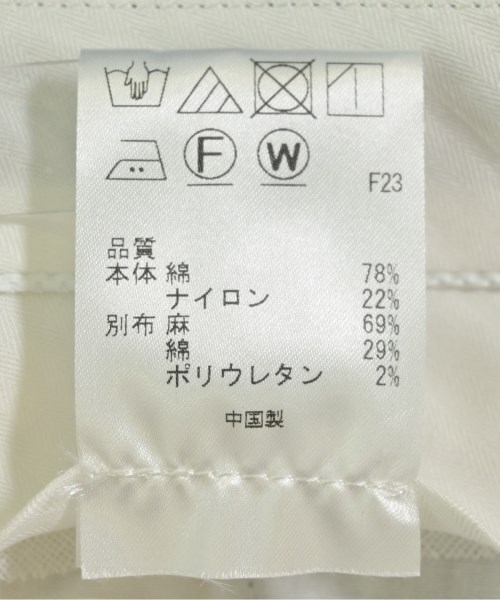 F W
F23
品質
本体 綿 78%
ナイロン 22%
別布 麻 69%
綿 29%
ポリウレタン 2%
中国製